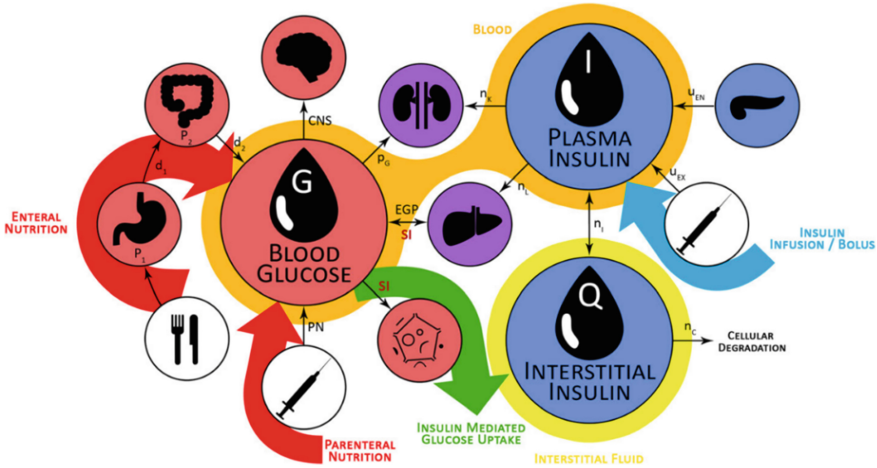 BLOOD
I
PLASMA
INSULIN
n_K
u_EN
u_EX
n_L
n_I
P_2
d_2
d_1
P_1
CNS
p_G
G
BLOOD
GLUCOSE
EGP
SI
SI
PN
ENTERAL
NUTRITION
PARENTERAL
NUTRITION
INSULIN
INFUSION / BOLUS
Q
INTERSTITIAL
INSULIN
n_C
CELLULAR
DEGRADATION
INSULIN MEDIATED
GLUCOSE UPTAKE
INTERSTITIAL FLUID